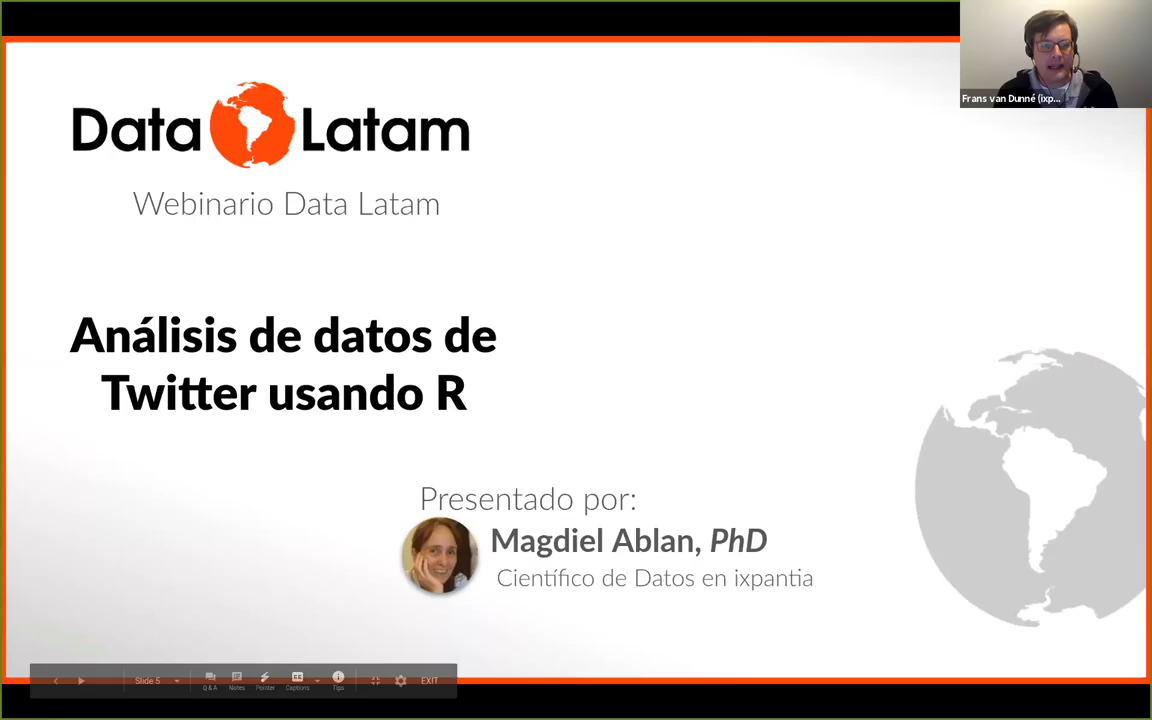 Frans van Dunné (ixp...
Data Latam
Webinario Data Latam
Análisis de datos de
Twitter usando R
Presentado por:
Magdiel Ablan, PhD
Científico de Datos en ixpantia
Slide 5
Q & A
Notes
Pointer
Captions
Tips
EXIT